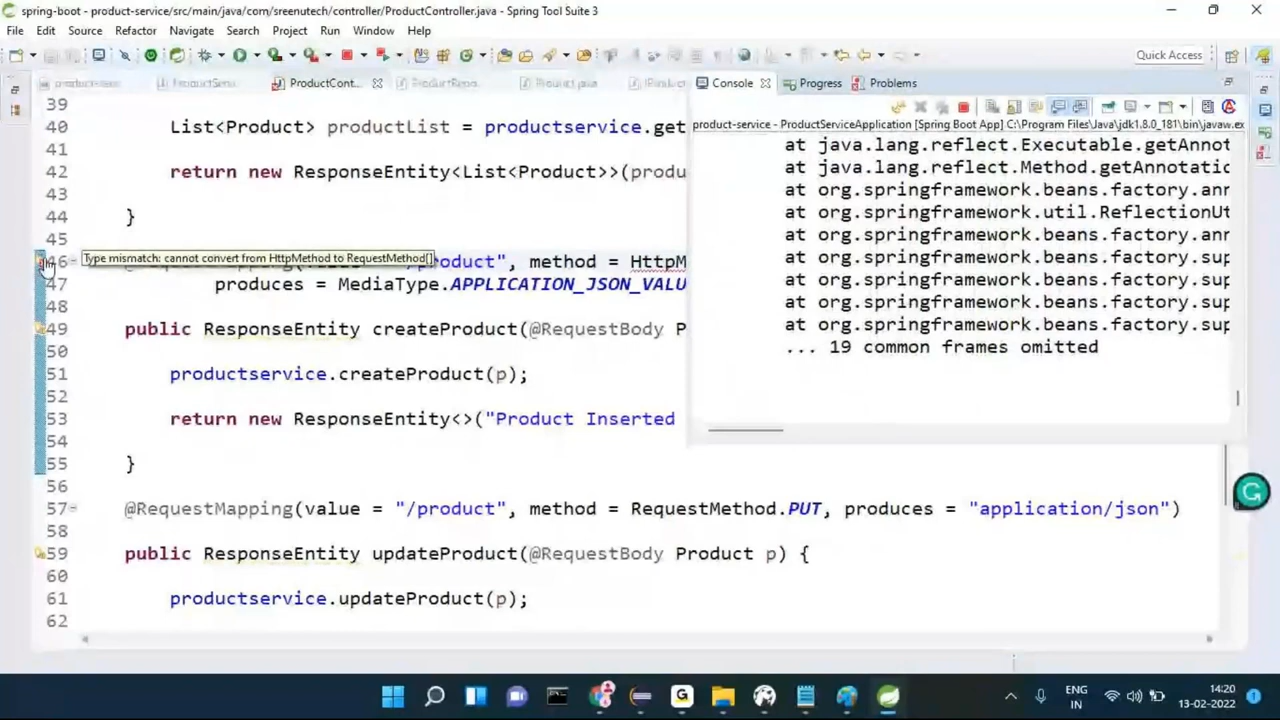 spring-boot - product-service/src/main/java/com/sreenutech/controller/ProductController.java - Spring Tool Suite 3
File Edit Source Refactor Navigate Search Project Run Window Help
Quick Access
ProductCont...
Product.java
Console Progress Problems
product-service - ProductServiceApplication [Spring Boot App] C:\Program Files\Java\jdk1.8.0_181\bin\javaw.ex
39
40 List<Product> productList = productservice.get
41
42 return new ResponseEntity<List<Product>>(produ
43
44 }
45
Type mismatch: cannot convert from HttpMethod to RequestMethod[]
46 product", method = HttpM
47 produces = MediaType.APPLICATION_JSON_VALU
48
49 public ResponseEntity createProduct(@RequestBody P
50
51 productservice.createProduct(p);
52
53 return new ResponseEntity<>("Product Inserted
54
55 }
56
57 @RequestMapping(value = "/product", method = RequestMethod.PUT, produces = "application/json")
58
59 public ResponseEntity updateProduct(@RequestBody Product p) {
60
61 productservice.updateProduct(p);
62
at java.lang.reflect.Executable.getAnnot
at java.lang.reflect.Method.getAnnotatio
at org.springframework.beans.factory.ann
at org.springframework.util.ReflectionUt
at org.springframework.beans.factory.ann
at org.springframework.beans.factory.ann
at org.springframework.beans.factory.sup
at org.springframework.beans.factory.sup
at org.springframework.beans.factory.sup
... 19 common frames omitted
ENG
IN
14:20
13-02-2022